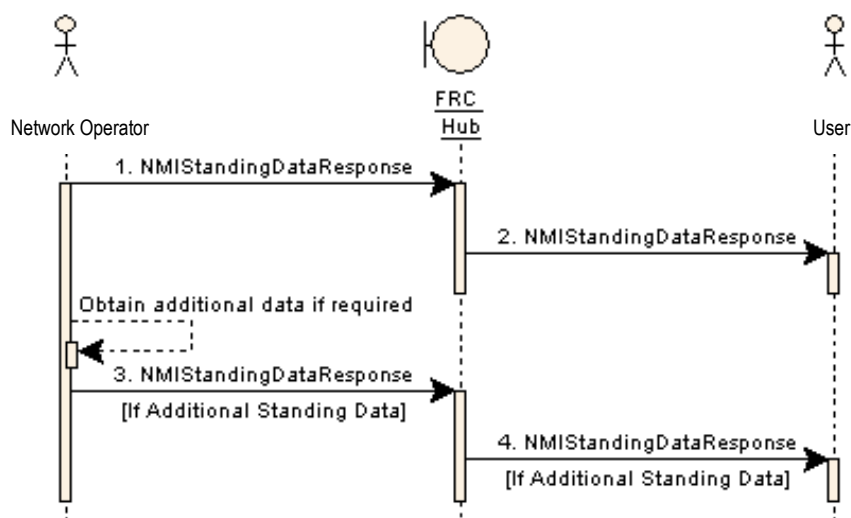 FRC
Hub
Network Operator
User
1. NMIStandingDataResponse
2. NMIStandingDataResponse
Obtain additional data if required
3. NMIStandingDataResponse
[If Additional Standing Data]
4. NMIStandingDataResponse
[If Additional Standing Data]